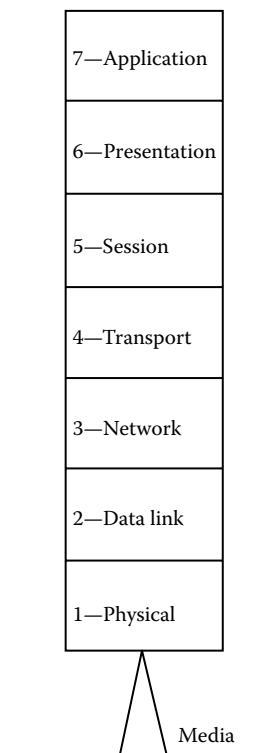 7—Application
6—Presentation
5—Session
4—Transport
3—Network
2—Data link
1—Physical
Media